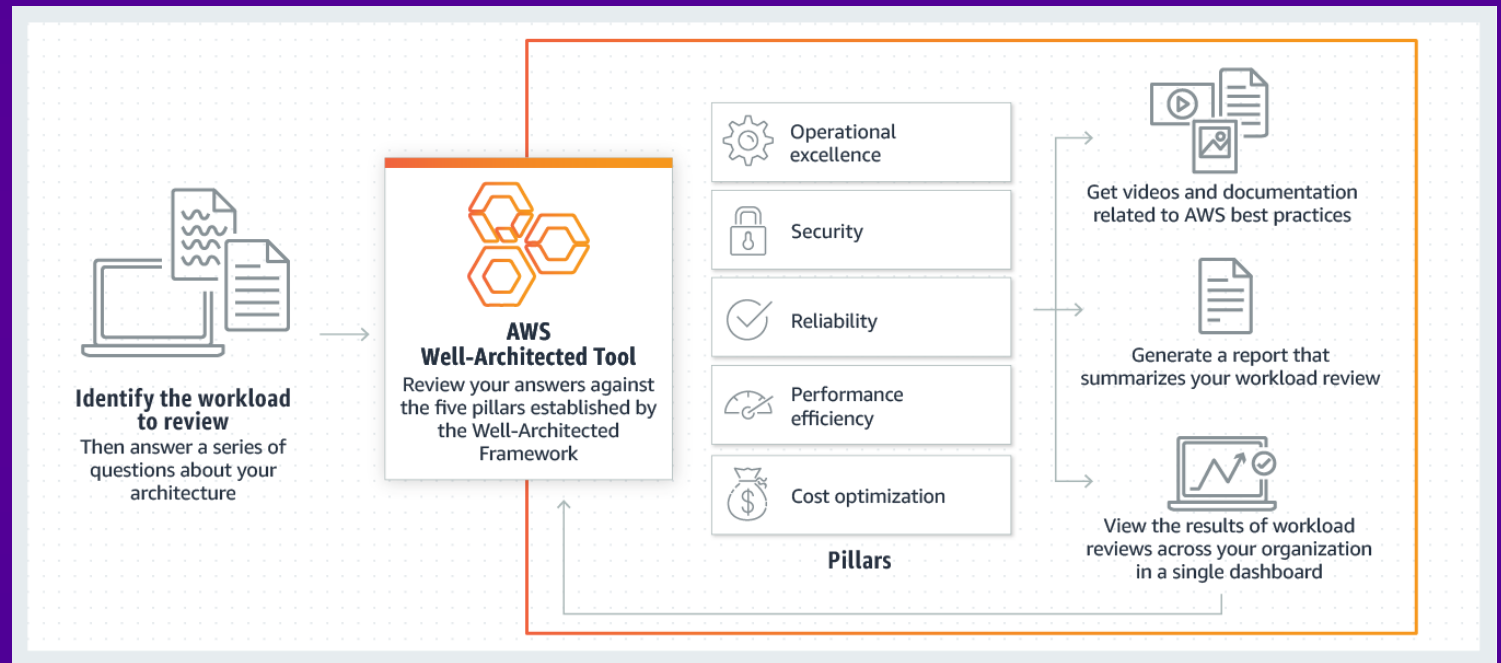 Identify the workload
to review
Then answer a series of
questions about your
architecture
AWS
Well-Architected Tool
Review your answers against
the five pillars established by
the Well-Architected
Framework
Operational
excellence
Security
Reliability
Performance
efficiency
Cost optimization
Pillars
Get videos and documentation
related to AWS best practices
Generate a report that
summarizes your workload review
View the results of workload
reviews across your organization
in a single dashboard